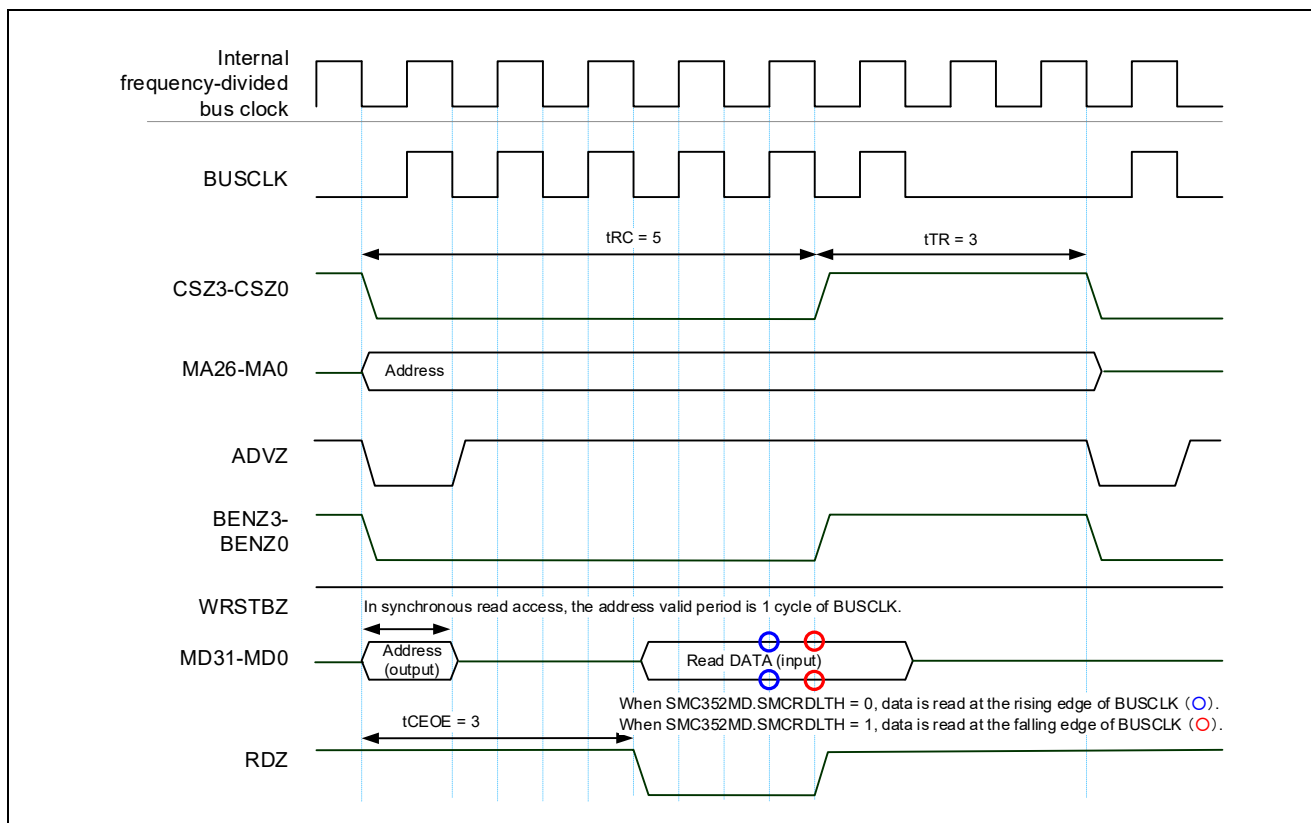 Internal
frequency-divided
bus clock
BUSCLK
tRC = 5
tTR = 3
CSZ3-CSZ0
MA26-MA0
Address
ADVZ
BENZ3-
BENZ0
WRSTBZ
In synchronous read access, the address valid period is 1 cycle of BUSCLK.
MD31-MD0
Address
(output)
Read DATA (input)
When SMC352MD.SMCRDLTH = 0, data is read at the rising edge of BUSCLK (○).
When SMC352MD.SMCRDLTH = 1, data is read at the falling edge of BUSCLK (○).
tCEOE = 3
RDZ